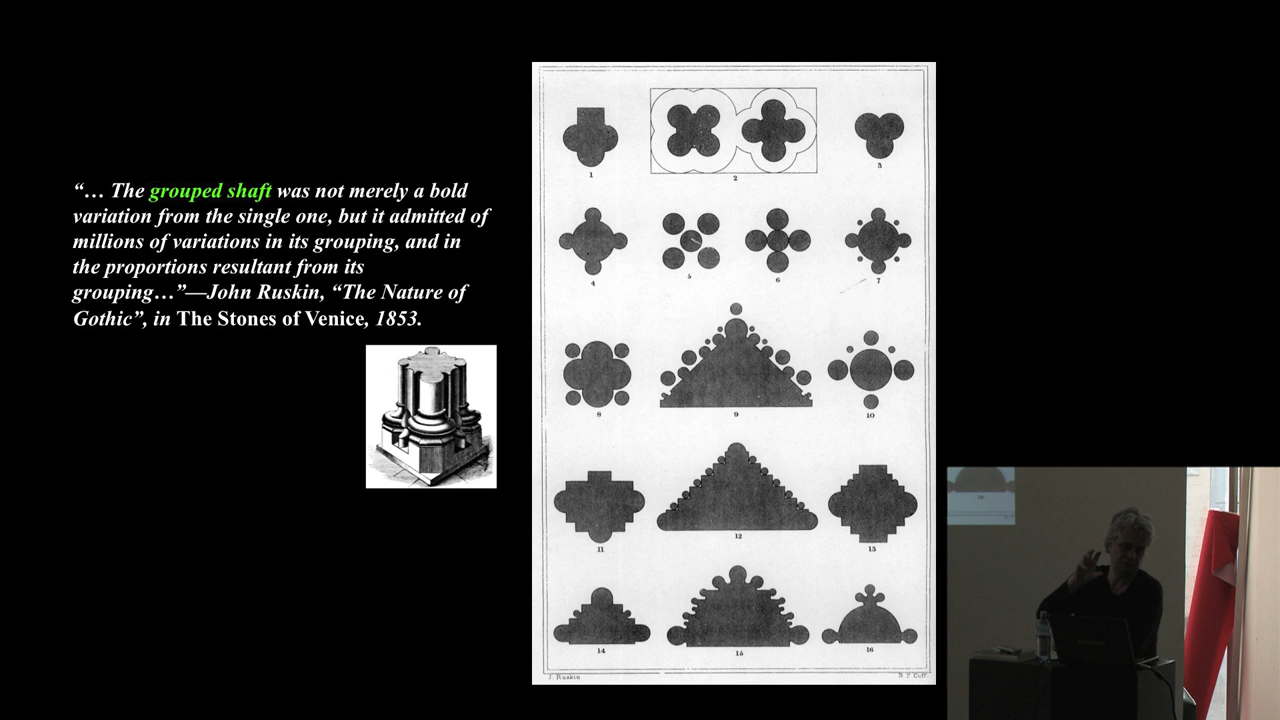 “… The grouped shaft was not merely a bold
variation from the single one, but it admitted of
millions of variations in its grouping, and in
the proportions resultant from its
grouping…”—John Ruskin, “The Nature of
Gothic”, in The Stones of Venice, 1853.
1
2
3
4
5
6
7
8
9
10
11
12
13
14
15
16
J. Ruskin
R. P. Cuff.